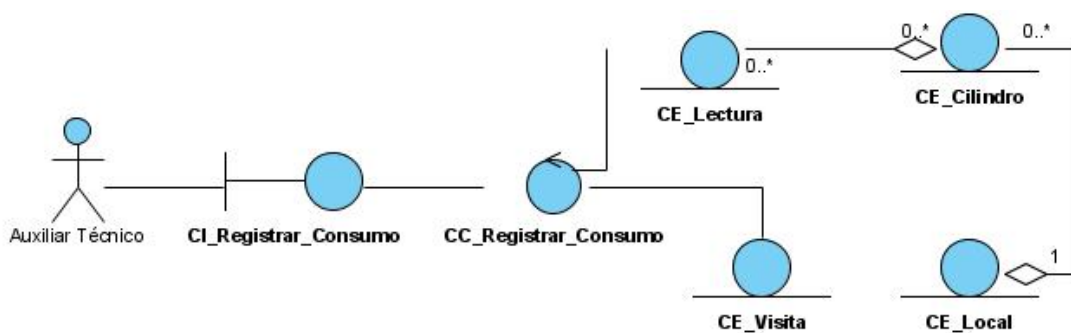 0..*
0..*
0..*
CE_Lectura
CE_Cilindro
Auxiliar Técnico
CI_Registrar_Consumo
CC_Registrar_Consumo
1
CE_Visita
CE_Local